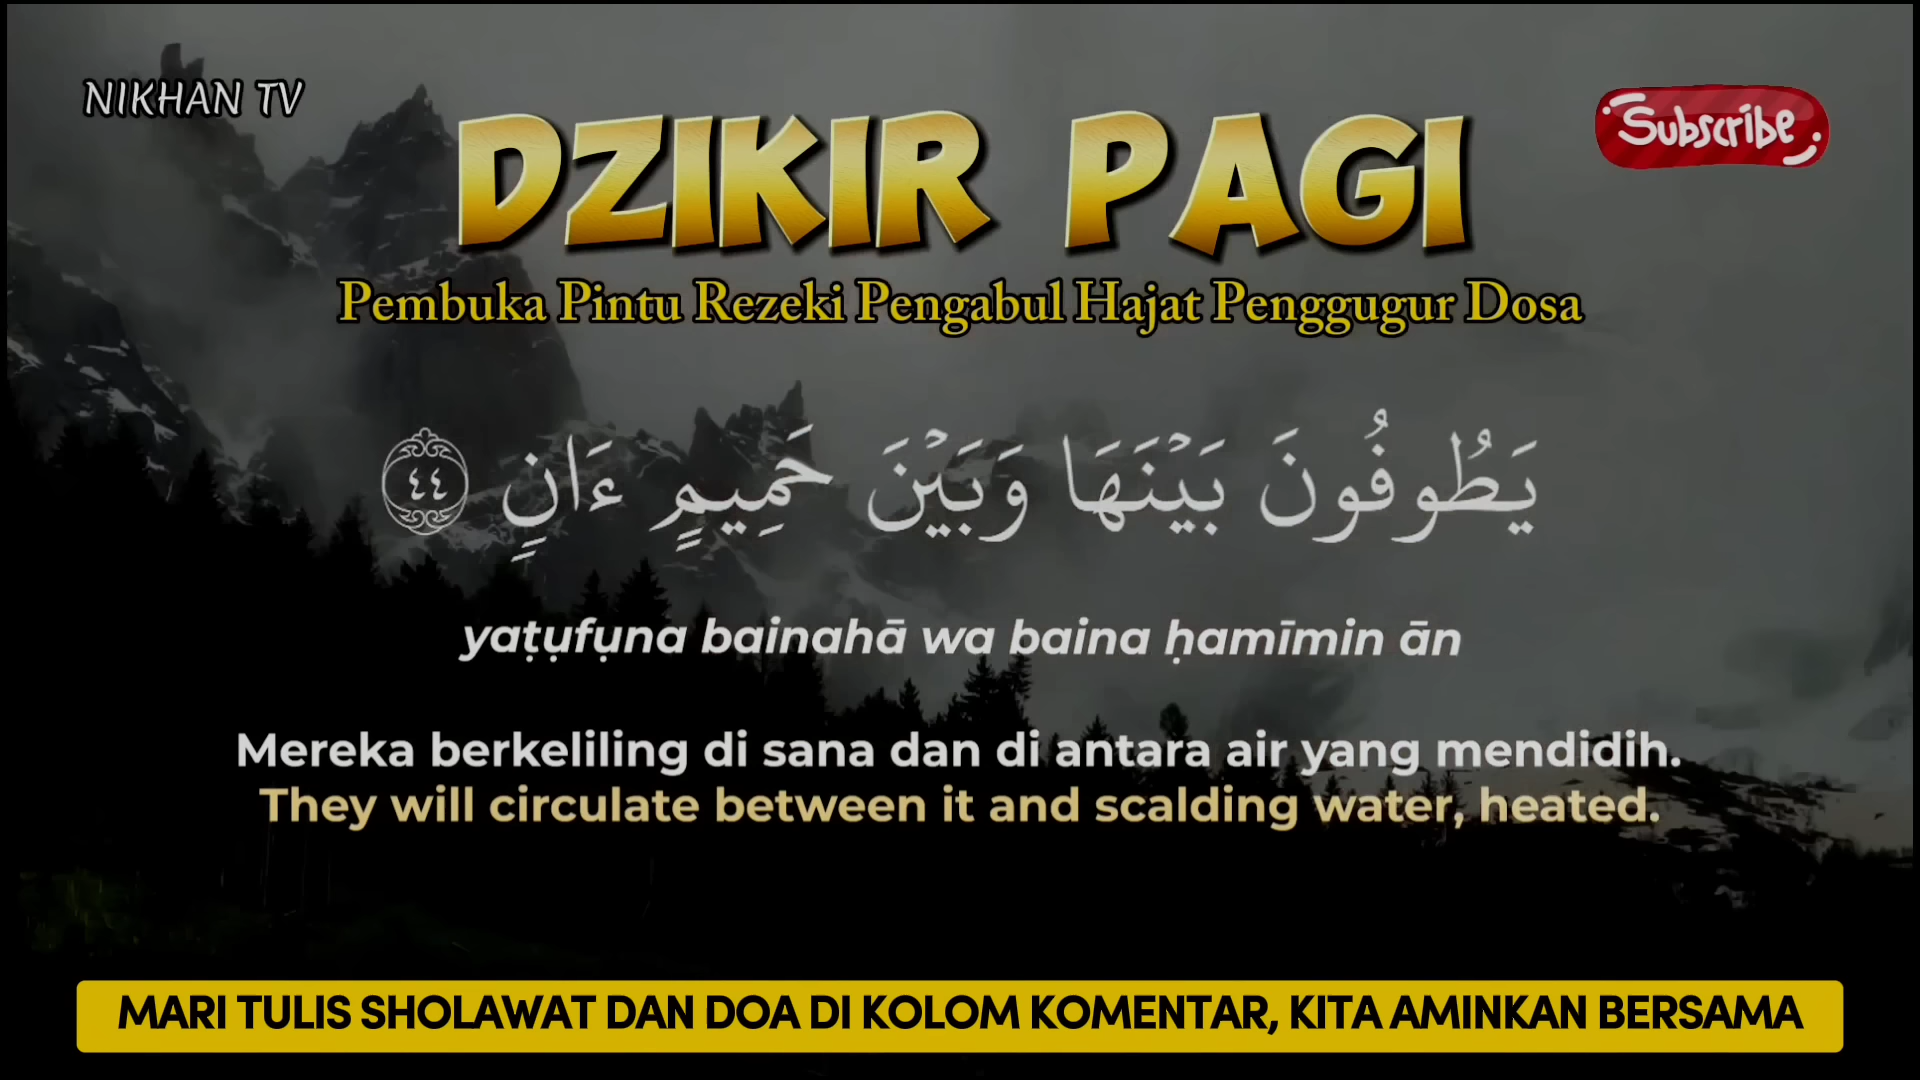 NIKHAN TV
Subscribe
DZIKIR PAGI
Pembuka Pintu Rezeki Pengabul Hajat Penggugur Dosa
يَطُوفُونَ بَيْنَهَا وَبَيْنَ حَمِيمٍ ءَانٍ ٤٤
yaṭụfụna bainahā wa baina ḥamīmin ān
Mereka berkeliling di sana dan di antara air yang mendidih.
They will circulate between it and scalding water, heated.
MARI TULIS SHOLAWAT DAN DOA DI KOLOM KOMENTAR, KITA AMINKAN BERSAMA